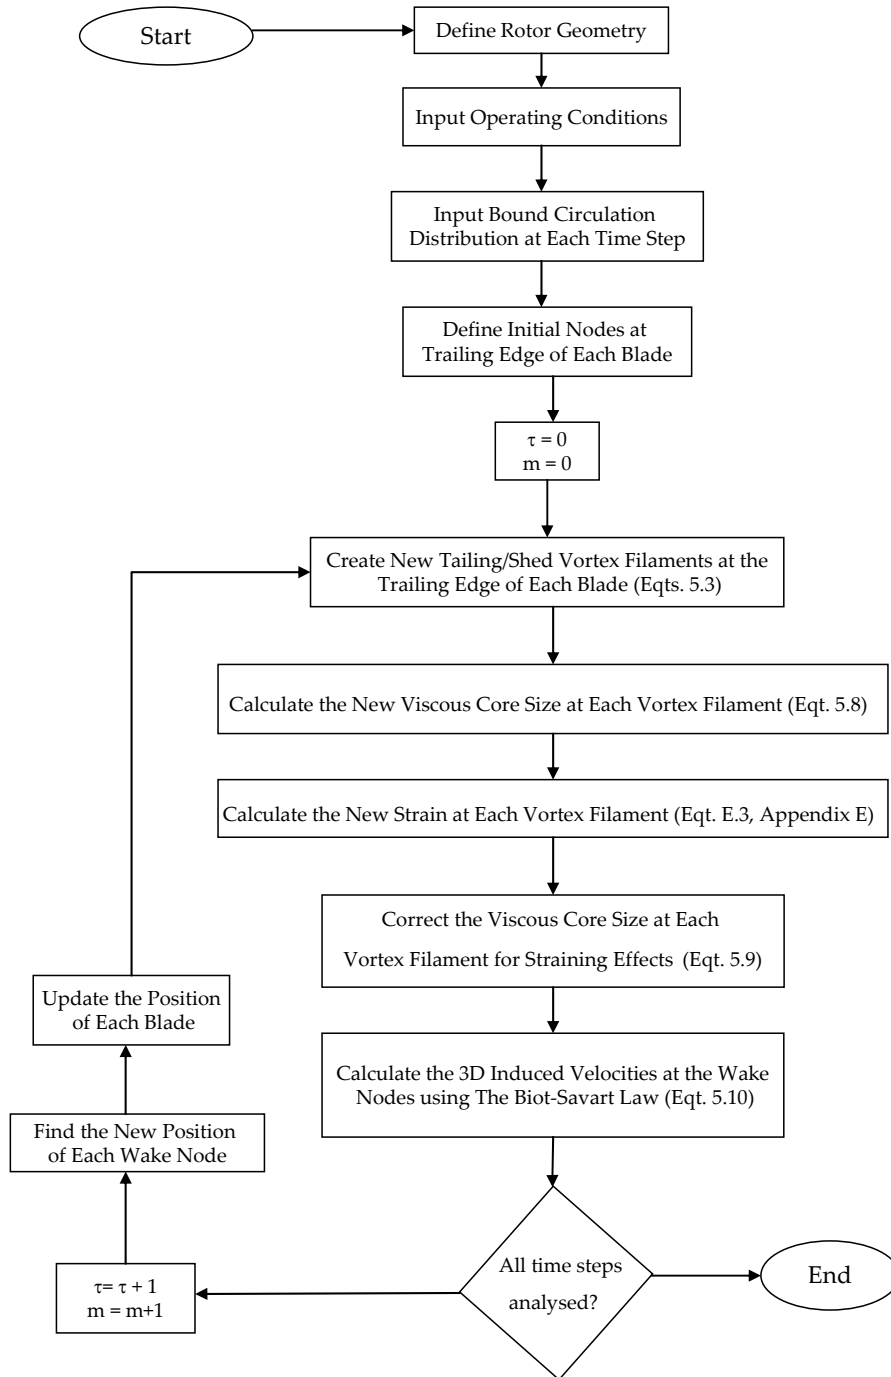 Start
Define Rotor Geometry
Input Operating Conditions
Input Bound Circulation
Distribution at Each Time Step
Define Initial Nodes at
Trailing Edge of Each Blade
τ = 0
m = 0
Create New Tailing/Shed Vortex Filaments at the
Trailing Edge of Each Blade (Eqts. 5.3)
Calculate the New Viscous Core Size at Each Vortex Filament (Eqt. 5.8)
Calculate the New Strain at Each Vortex Filament (Eqt. E.3, Appendix E)
Correct the Viscous Core Size at Each
Vortex Filament for Straining Effects (Eqt. 5.9)
Calculate the 3D Induced Velocities at the Wake
Nodes using The Biot-Savart Law (Eqt. 5.10)
All time steps
analysed?
End
τ= τ + 1
m = m+1
Find the New Position
of Each Wake Node
Update the Position
of Each Blade